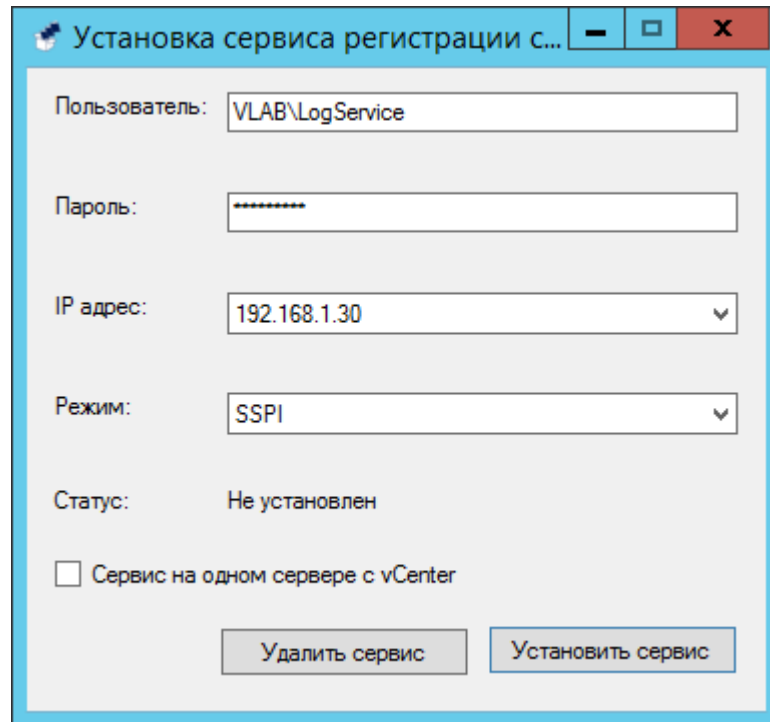 Установка сервиса регистрации с...
Пользователь: VLAB\LogService
Пароль: *********
IP адрес: 192.168.1.30
Режим: SSPI
Статус: Не установлен
Сервис на одном сервере с vCenter
Удалить сервис Установить сервис